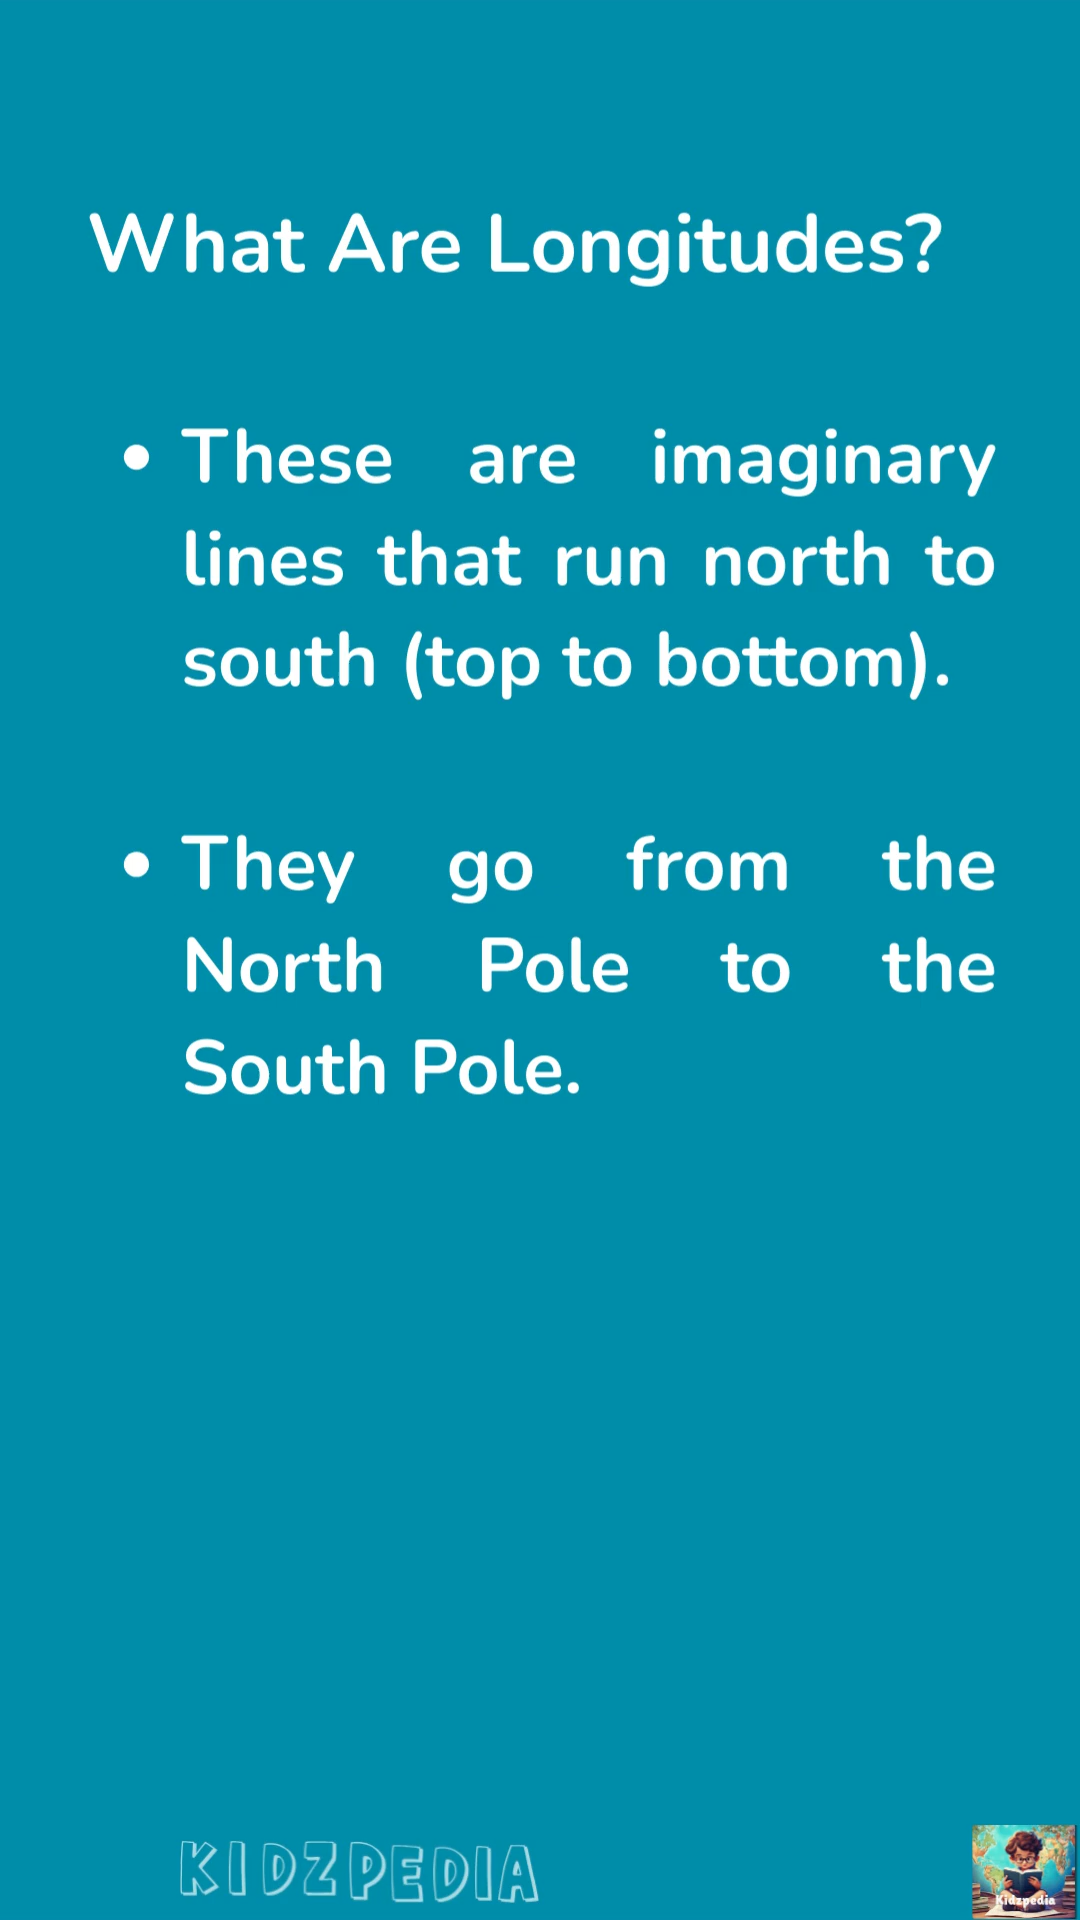 What Are Longitudes?
• These are imaginary
lines that run north to
south (top to bottom).
• They go from the
North Pole to the
South Pole.
KIDZPEDIA
Kidzpedia